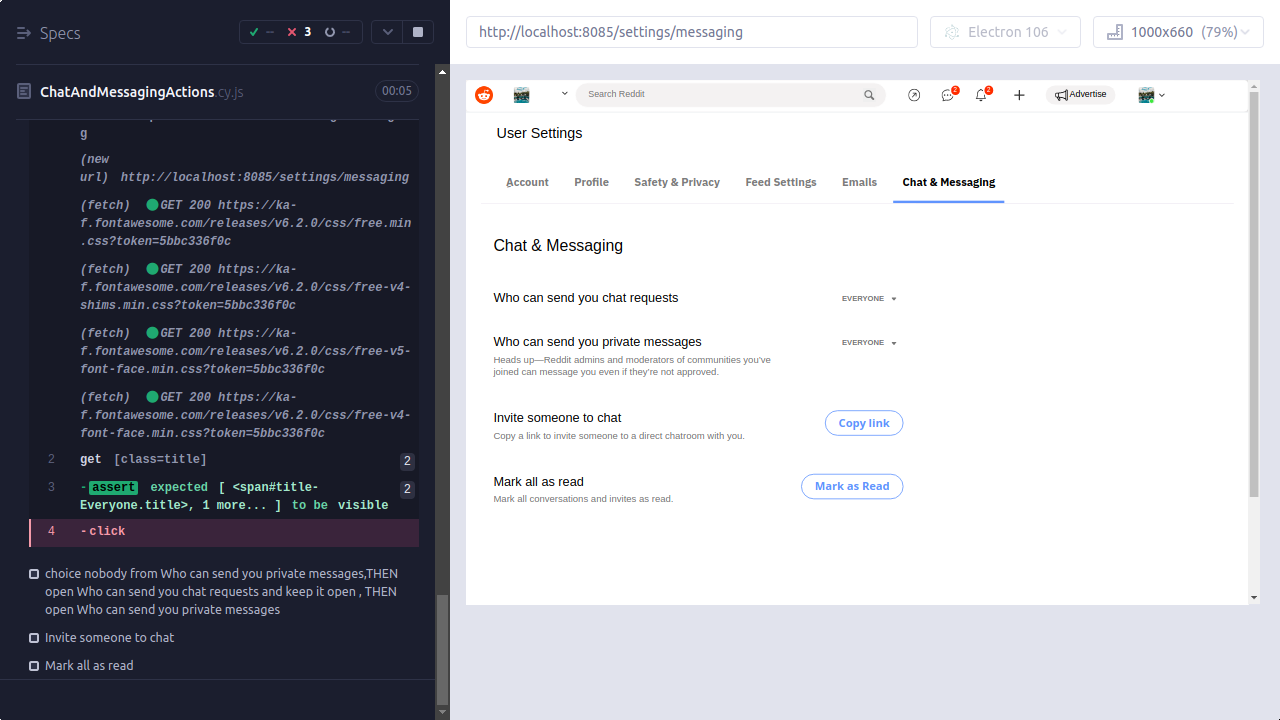 Specs
-- 3 --
ChatAndMessagingActions.cy.js 00:05
g
(new
url) http://localhost:8085/settings/messaging
(fetch) GET 200 https://ka-
f.fontawesome.com/releases/v6.2.0/css/free.min
.css?token=5bbc336f0c
(fetch) GET 200 https://ka-
f.fontawesome.com/releases/v6.2.0/css/free-v4-
shims.min.css?token=5bbc336f0c
(fetch) GET 200 https://ka-
f.fontawesome.com/releases/v6.2.0/css/free-v5-
font-face.min.css?token=5bbc336f0c
(fetch) GET 200 https://ka-
f.fontawesome.com/releases/v6.2.0/css/free-v4-
font-face.min.css?token=5bbc336f0c
2 get [class=title] 2
3 -assert expected [ <span#title- 2
Everyone.title>, 1 more... ] to be visible
4 -click
choice nobody from Who can send you private messages,THEN
open Who can send you chat requests and keep it open , THEN
open Who can send you private messages
Invite someone to chat
Mark all as read
http://localhost:8085/settings/messaging
Electron 106
1000x660 (79%)
Search Reddit
2
2
Advertise
User Settings
Account Profile Safety & Privacy Feed Settings Emails Chat & Messaging
Chat & Messaging
Who can send you chat requests EVERYONE
Who can send you private messages EVERYONE
Heads up—Reddit admins and moderators of communities you've
joined can message you even if they're not approved.
Invite someone to chat Copy link
Copy a link to invite someone to a direct chatroom with you.
Mark all as read Mark as Read
Mark all conversations and invites as read.